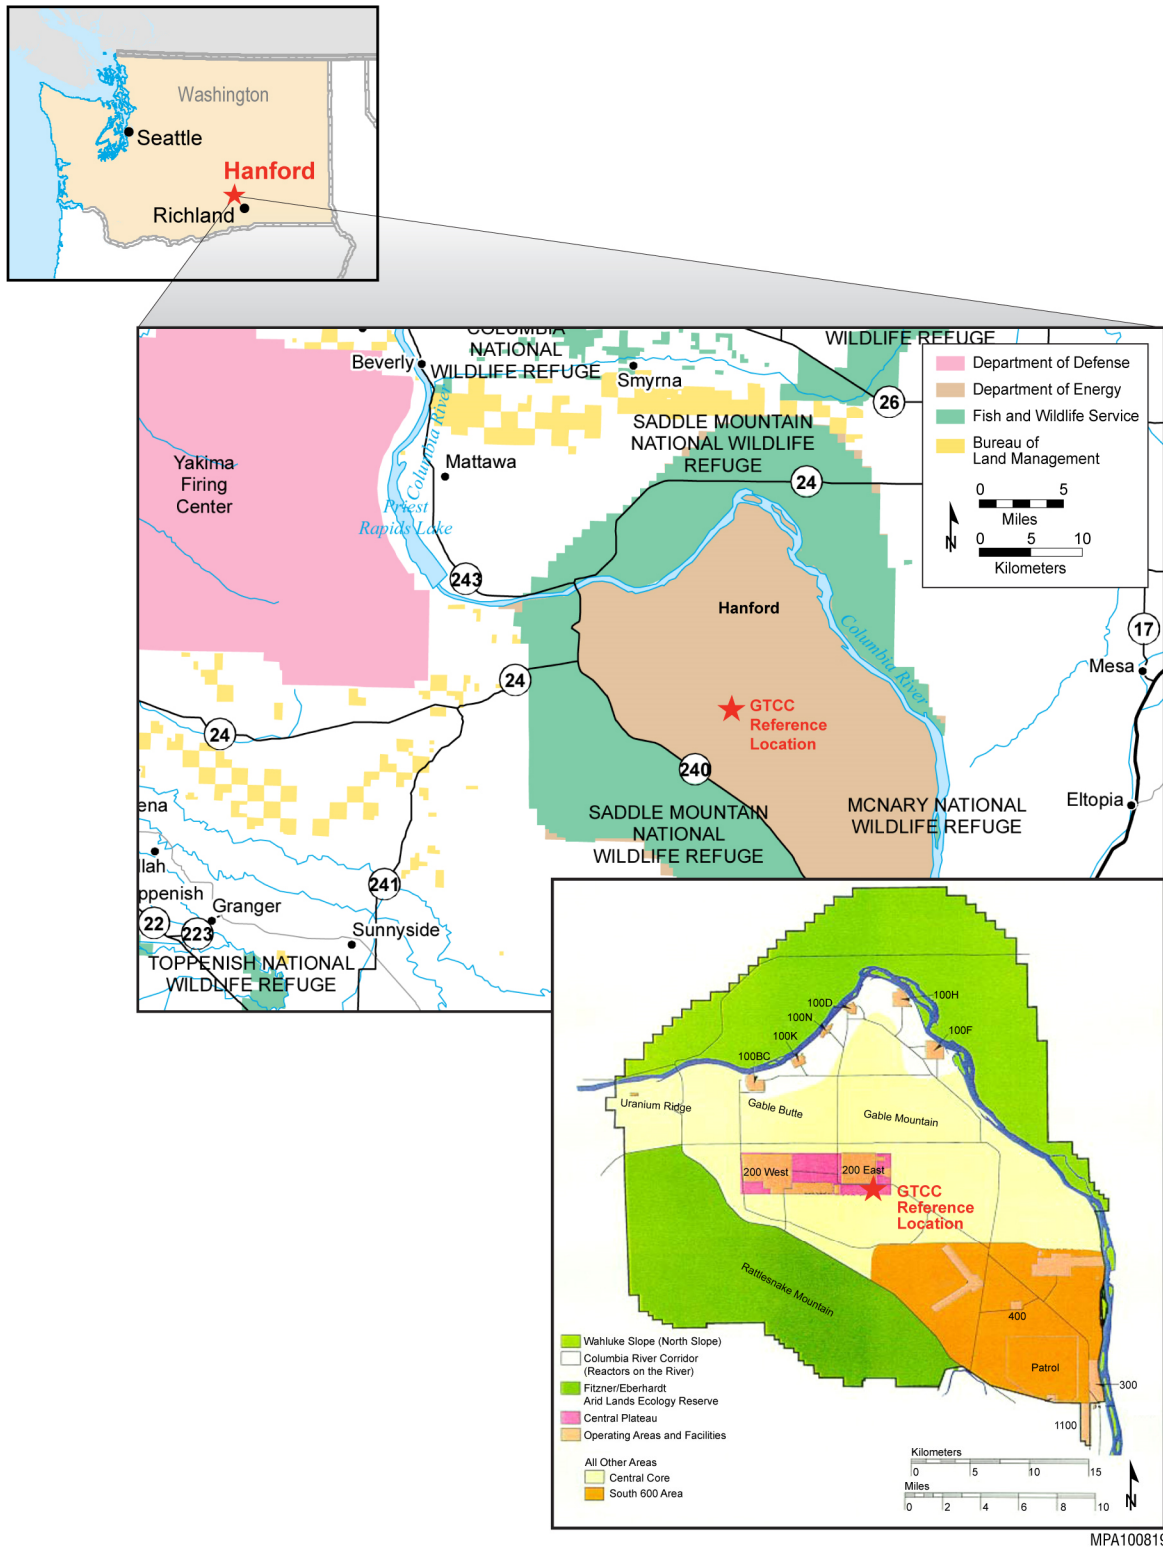 Washington
Seattle
Hanford
Richland
COLUMBIA
NATIONAL
WILDLIFE REFUGE
WILDLIFE REFUGE
Beverly
Smyrna
Department of Defense
Department of Energy
Fish and Wildlife Service
Bureau of
Land Management
0 5
Miles
0 5 10
Kilometers
N
26
SADDLE MOUNTAIN
NATIONAL WILDLIFE
REFUGE
Columbia River
Mattawa
Yakima
Firing
Center
24
Priest
Rapids Lake
243
Hanford
Columbia River
17
Mesa
24
GTCC
Reference
Location
24
240
Eltopia
ena
SADDLE MOUNTAIN
NATIONAL
WILDLIFE REFUGE
MCNARY NATIONAL
WILDLIFE REFUGE
llah
241
ppenish
Granger
22
223
Sunnyside
TOPPENISH NATIONAL
WILDLIFE REFUGE
100D
100H
100N
100F
100K
100BC
Uranium Ridge
Gable Butte
Gable Mountain
200 West
200 East
GTCC
Reference
Location
Rattlesnake Mountain
400
Patrol
300
1100
Wahluke Slope (North Slope)
Columbia River Corridor
(Reactors on the River)
Fitzner/Eberhardt
Arid Lands Ecology Reserve
Central Plateau
Operating Areas and Facilities
All Other Areas
Central Core
South 600 Area
Kilometers
0 5 10 15
Miles
0 2 4 6 8 10
N
MPA100819